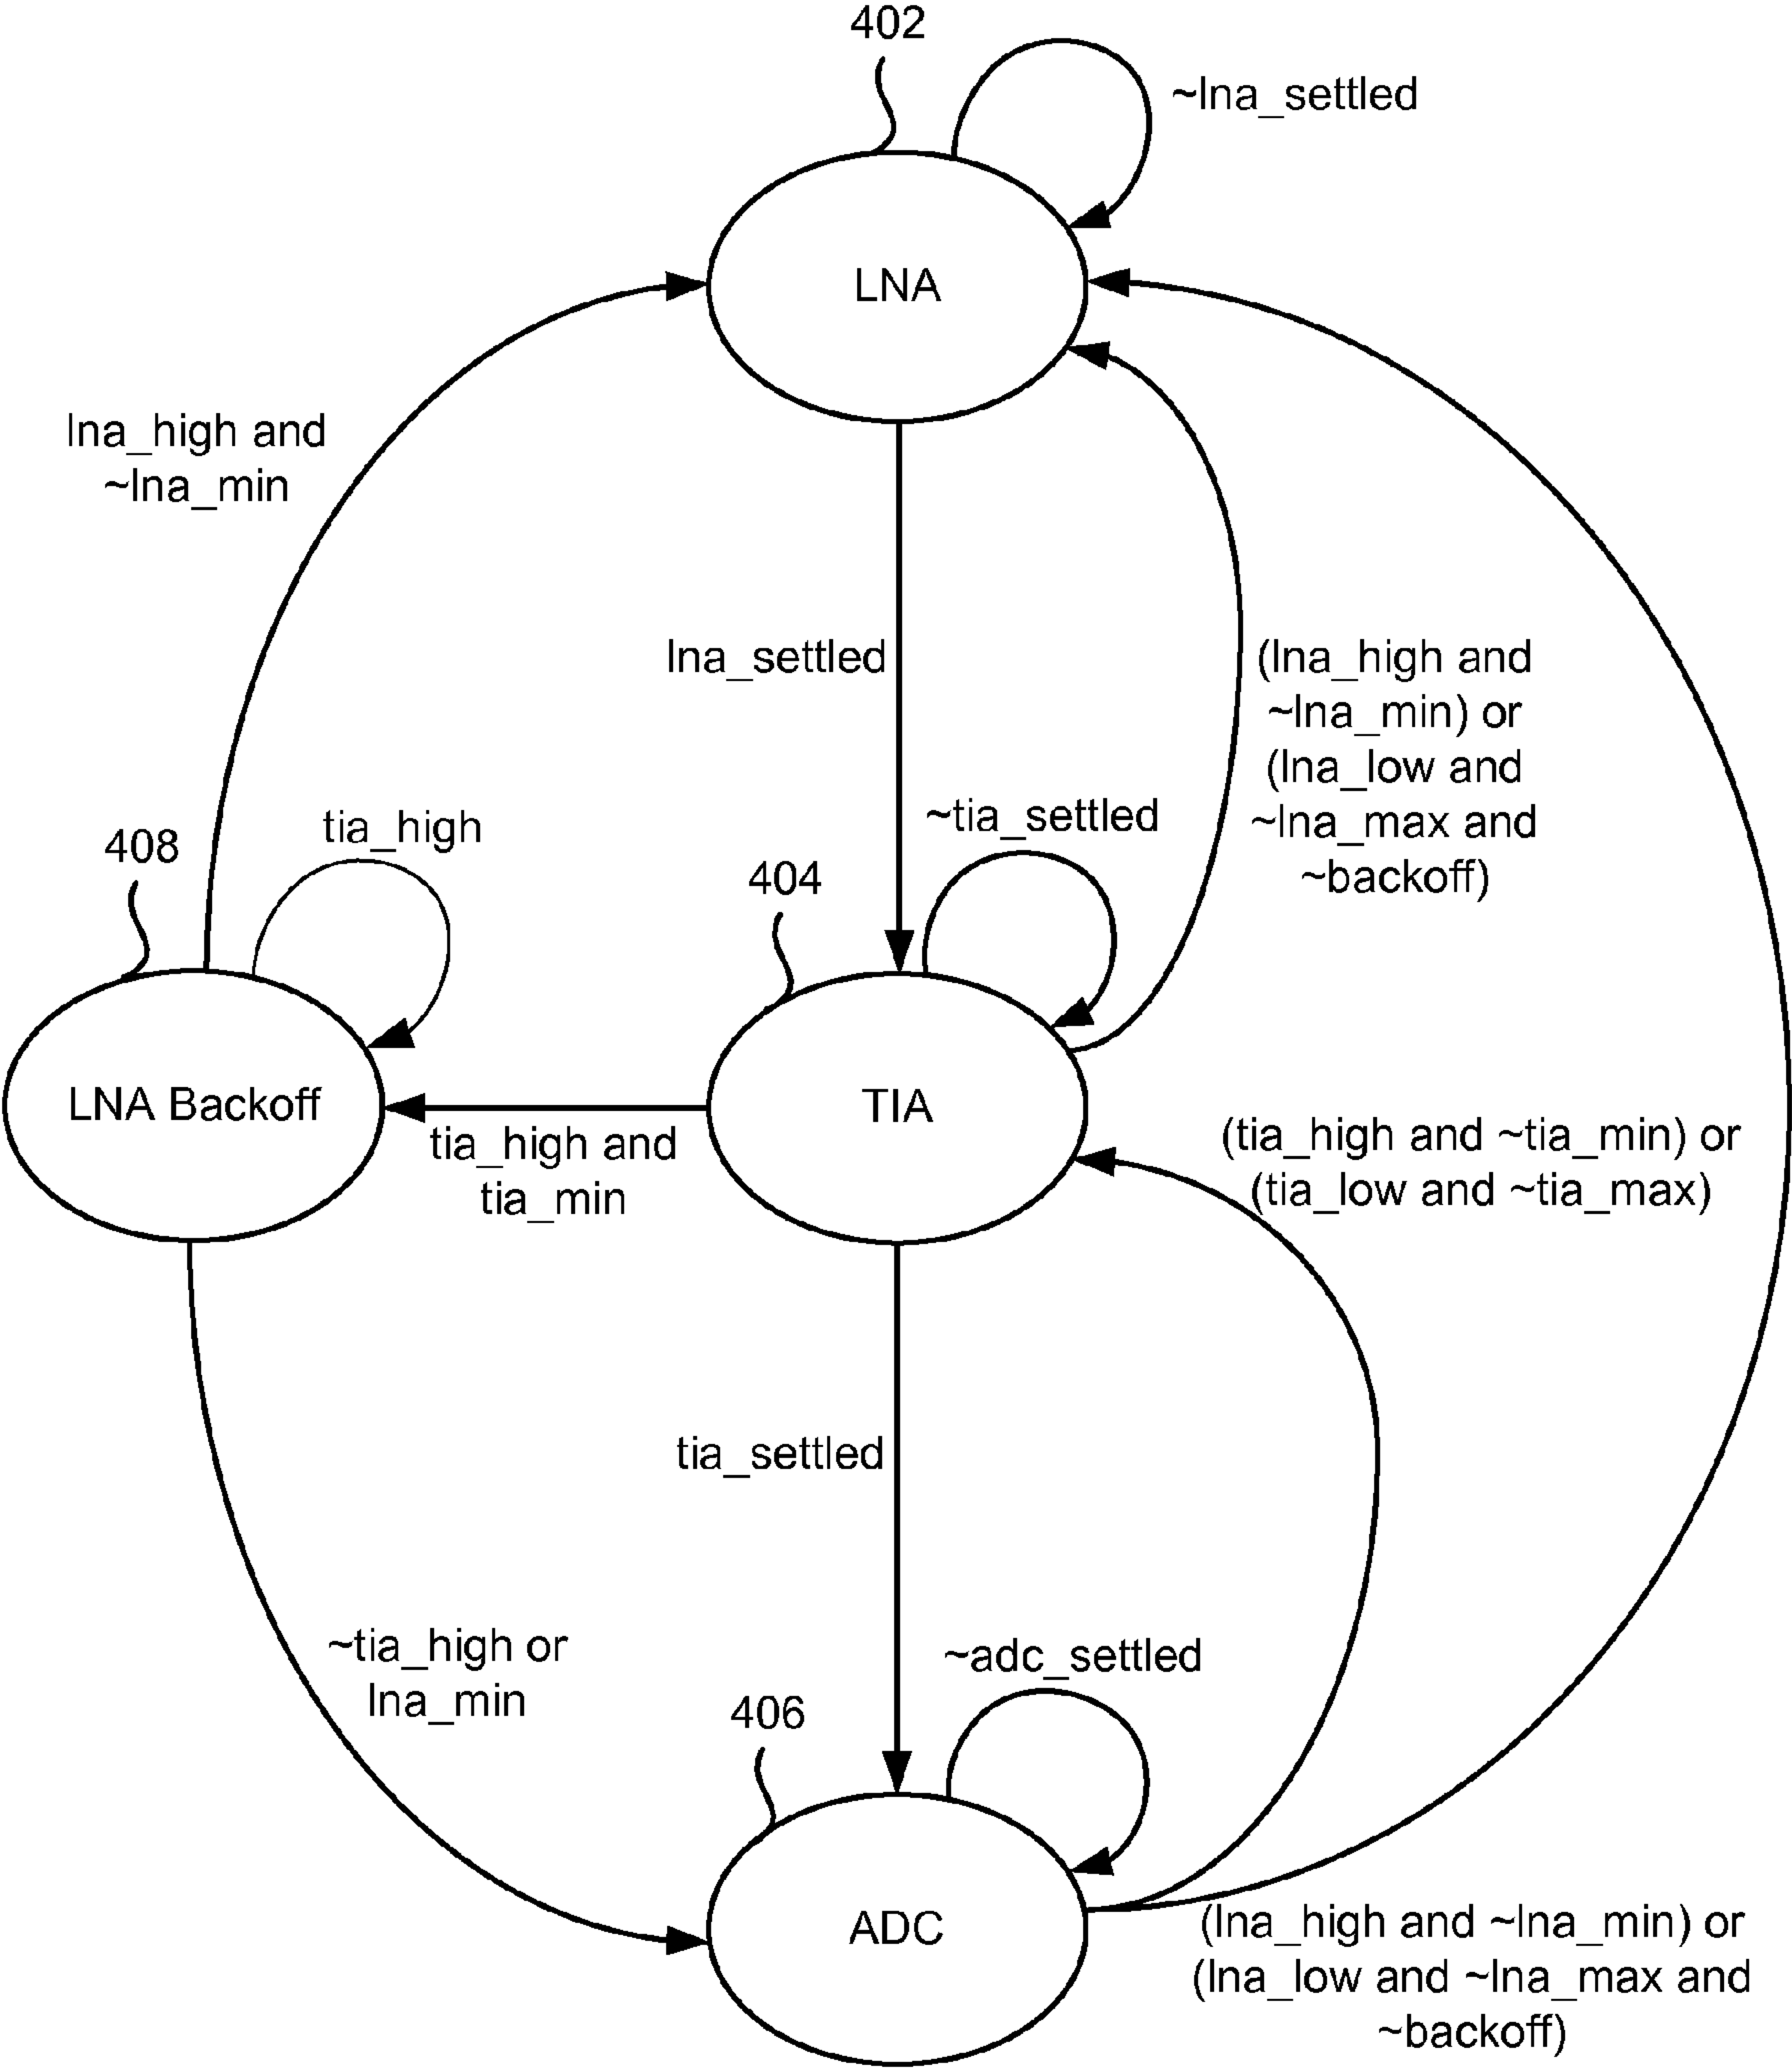 402
~lna_settled
LNA
lna_high and
~lna_min
lna_settled
(lna_high and
~lna_min) or
(lna_low and
~lna_max and
~backoff)
tia_high
408
~tia_settled
404
LNA Backoff
TIA
tia_high and
tia_min
(tia_high and ~tia_min) or
(tia_low and ~tia_max)
tia_settled
~tia_high or
lna_min
~adc_settled
406
ADC
(lna_high and ~lna_min) or
(lna_low and ~lna_max and
~backoff)